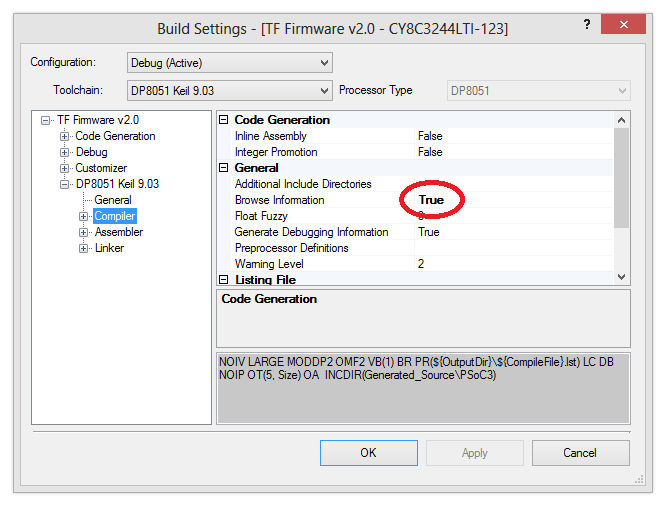 Build Settings - [TF Firmware v2.0 - CY8C3244LTI-123]
?
Configuration:
Debug (Active)
Toolchain:
DP8051 Keil 9.03
Processor Type
DP8051
TF Firmware v2.0
Code Generation
Debug
Customizer
DP8051 Keil 9.03
General
Compiler
Assembler
Linker
Code Generation
Inline Assembly False
Integer Promotion False
General
Additional Include Directories
Browse Information True
Float Fuzzy
Generate Debugging Information True
Preprocessor Definitions
Warning Level 2
Listing File
Code Generation
NOIV LARGE MODDP2 OMF2 VB(1) BR PR(${OutputDir}\${CompileFile}.lst) LC DB
NOIP OT(5, Size) OA INCDIR(Generated_Source\PSoC3)
OK
Apply
Cancel